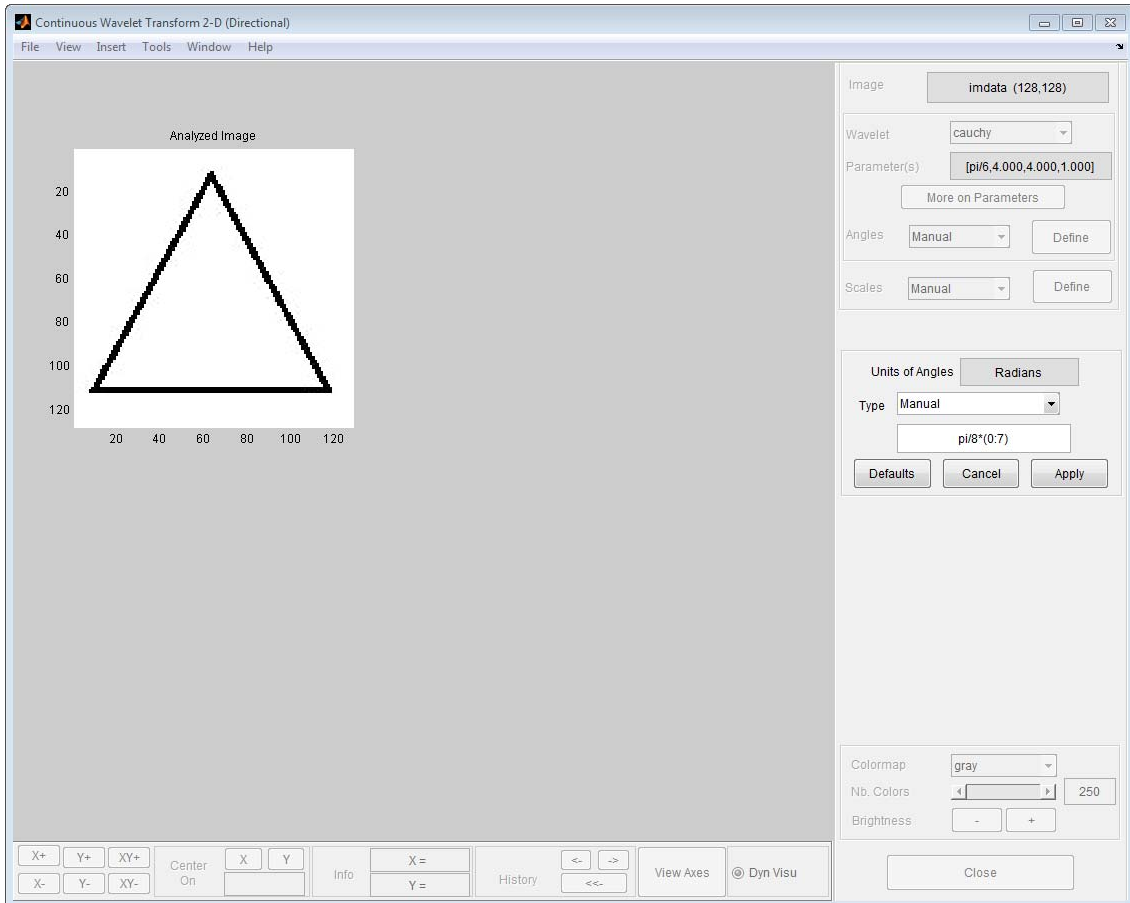 Continuous Wavelet Transform 2-D (Directional)
File View Insert Tools Window Help
Analyzed Image
20
40
60
80
100
120
20 40 60 80 100 120
Image imdata (128,128)
Wavelet cauchy
Parameter(s) [pi/6,4.000,4.000,1.000]
More on Parameters
Angles Manual Define
Scales Manual Define
Units of Angles Radians
Type Manual
pi/8*(0:7)
Defaults Cancel Apply
Colormap gray
Nb. Colors 250
Brightness - +
X+ Y+ XY+
X- Y- XY-
Center On X Y
Info X =
Y =
History <- ->
<<-
View Axes
Dyn Visu
Close